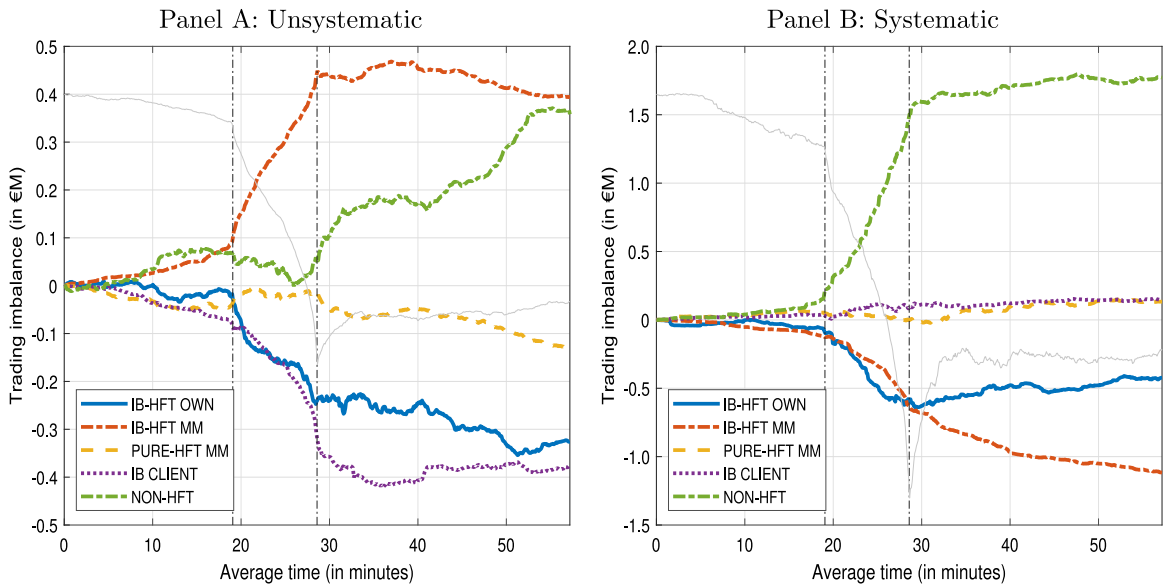 Panel A: Unsystematic
Trading imbalance (in €M)
0.5
0.4
0.3
0.2
0.1
0
-0.1
-0.2
-0.3
-0.4
-0.5
IB-HFT OWN
IB-HFT MM
PURE-HFT MM
IB CLIENT
NON-HFT
0 10 20 30 40 50
Average time (in minutes)
Panel B: Systematic
Trading imbalance (in €M)
2.0
1.5
1.0
0.5
0
-0.5
-1.0
-1.5
IB-HFT OWN
IB-HFT MM
PURE-HFT MM
IB CLIENT
NON-HFT
0 10 20 30 40 50
Average time (in minutes)